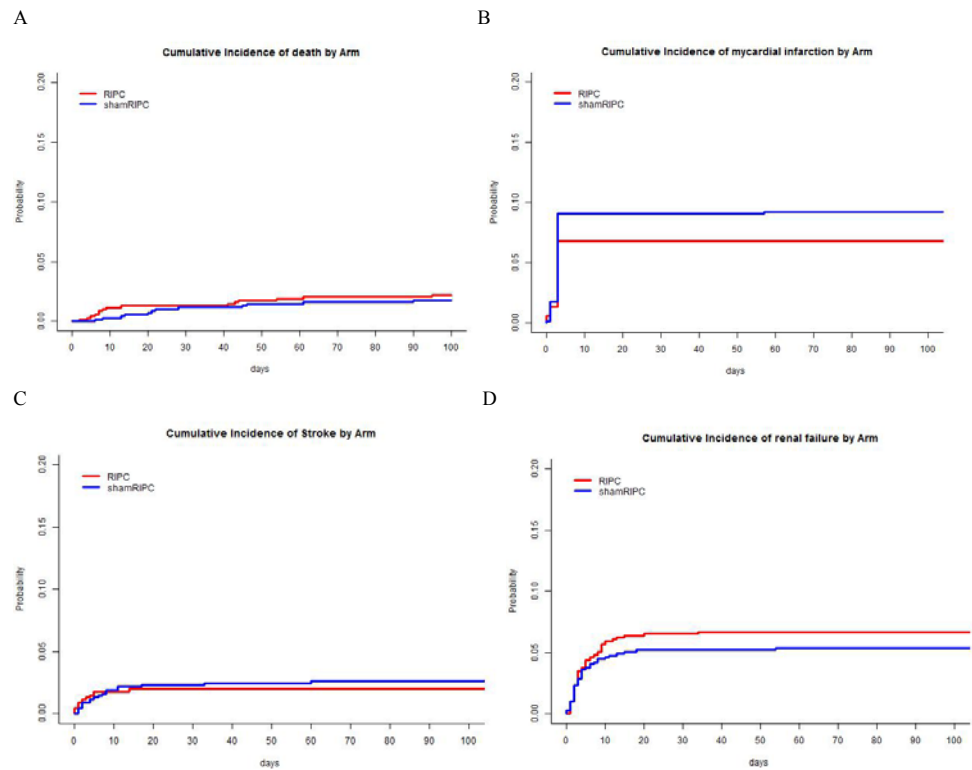 A
Cumulative Incidence of death by Arm
0.20
0.15
0.10
0.05
0.00
Probability
RIPC
shamRIPC
0 10 20 30 40 50 60 70 80 90 100
days
B
Cumulative Incidence of mycardial infarction by Arm
0.20
0.15
0.10
0.05
0.00
Probability
RIPC
shamRIPC
0 10 20 30 40 50 60 70 80 90 100
days
C
Cumulative Incidence of Stroke by Arm
0.20
0.15
0.10
0.05
0.00
Probability
RIPC
shamRIPC
0 10 20 30 40 50 60 70 80 90 100
days
D
Cumulative Incidence of renal failure by Arm
0.20
0.15
0.10
0.05
0.00
Probability
RIPC
shamRIPC
0 10 20 30 40 50 60 70 80 90 100
days